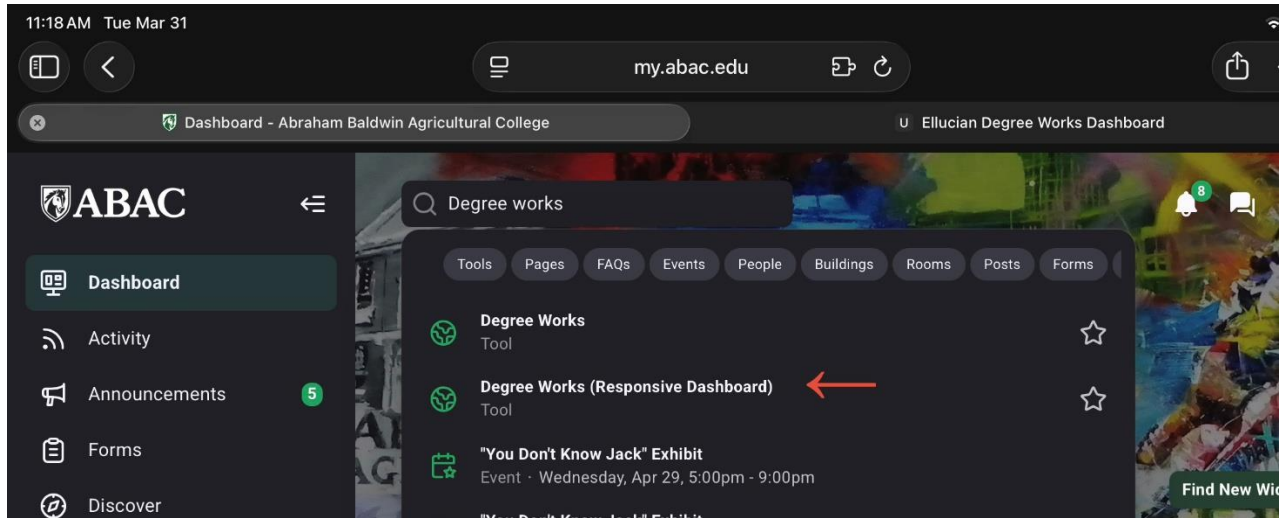 11:18 AM Tue Mar 31
my.abac.edu
Dashboard - Abraham Baldwin Agricultural College
U Ellucian Degree Works Dashboard
ABAC
Degree works
8
Tools Pages FAQs Events People Buildings Rooms Posts Forms
Dashboard
Degree Works
Tool
Activity
Degree Works (Responsive Dashboard)
Tool
Announcements 5
"You Don't Know Jack" Exhibit
Event · Wednesday, Apr 29, 5:00pm - 9:00pm
Forms
Find New
Discover